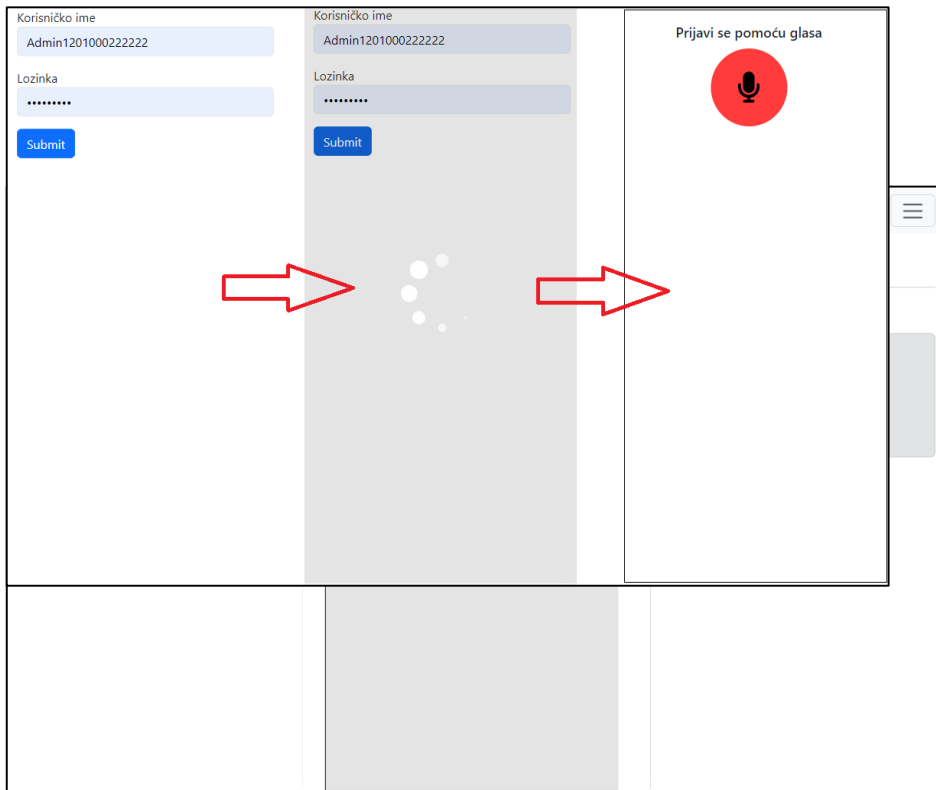 Korisničko ime
Admin1201000222222
Lozinka
•••••••••
Submit
Korisničko ime
Admin1201000222222
Lozinka
•••••••••
Submit
Prijavi se pomoću glasa